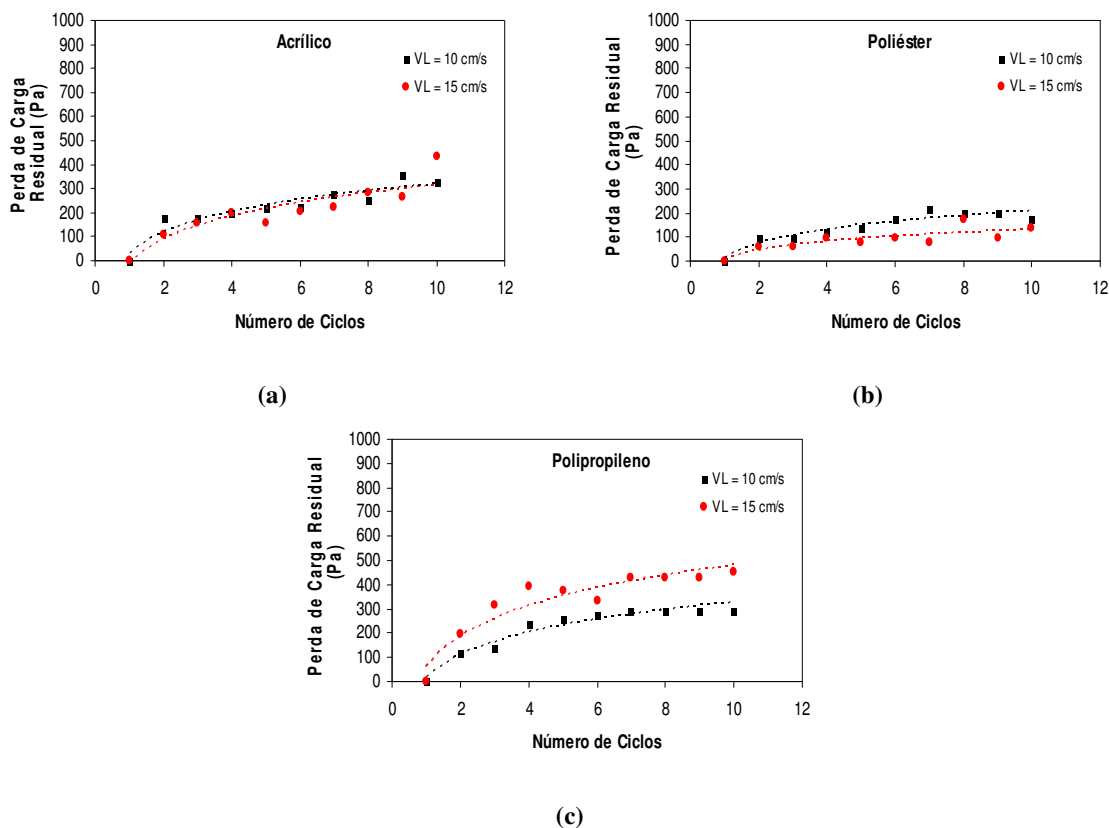 Acrílico
VL = 10 cm/s
VL = 15 cm/s
1000
900
800
700
600
500
400
300
200
100
0
Perda de Carga
Residual (Pa)
0 2 4 6 8 10 12
Número de Ciclos
(a)
Poliéster
VL = 10 cm/s
VL = 15 cm/s
1000
900
800
700
600
500
400
300
200
100
0
Perda de Carga Residual
(Pa)
0 2 4 6 8 10 12
Número de Ciclos
(b)
Polipropileno
VL = 10 cm/s
VL = 15 cm/s
1000
900
800
700
600
500
400
300
200
100
0
Perda de Carga Residual
(Pa)
0 2 4 6 8 10 12
Número de Ciclos
(c)